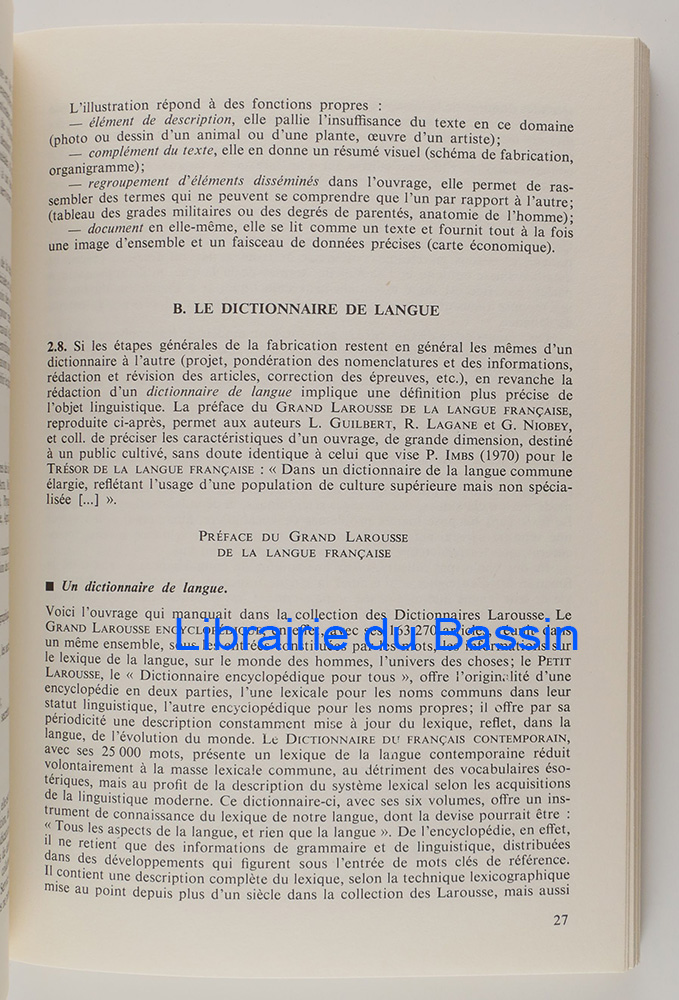 L'illustration répond à des fonctions propres :
— élément de description, elle pallie l'insuffisance du texte en ce domaine
(photo ou dessin d'un animal ou d'une plante, œuvre d'un artiste);
— complément du texte, elle en donne un résumé visuel (schéma de fabrication,
organigramme);
— regroupement d'éléments disséminés dans l'ouvrage, elle permet de ras-
sembler des termes qui ne peuvent se comprendre que l'un par rapport à l'autre;
(tableau des grades militaires ou des degrés de parentés, anatomie de l'homme);
— document en elle-même, elle se lit comme un texte et fournit tout à la fois
une image d'ensemble et un faisceau de données précises (carte économique).
B. LE DICTIONNAIRE DE LANGUE
2.8. Si les étapes générales de la fabrication restent en général les mêmes d'un
dictionnaire à l'autre (projet, pondération des nomenclatures et des informations,
rédaction et révision des articles, correction des épreuves, etc.), en revanche la
rédaction d'un dictionnaire de langue implique une définition plus précise de
l'objet linguistique. La préface du GRAND LAROUSSE DE LA LANGUE FRANÇAISE,
reproduite ci-après, permet aux auteurs L. GUILBERT, R. LAGANE et G. NIOBEY,
et coll. de préciser les caractéristiques d'un ouvrage, de grande dimension, destiné
à un public cultivé, sans doute identique à celui que vise P. IMBS (1970) pour le
TRÉSOR DE LA LANGUE FRANÇAISE : « Dans un dictionnaire de la langue commune
élargie, reflétant l'usage d'une population de culture supérieure mais non spécia-
lisée [...] ».
PRÉFACE DU GRAND LAROUSSE
DE LA LANGUE FRANÇAISE
■ Un dictionnaire de langue.
Voici l'ouvrage qui manquait dans la collection des Dictionnaires Larousse. Le
GRAND LAROUSSE ENCYCLOPÉDIQUE, en effet, avec ses 163 270 articles, réunit dans
Librairie du Bassin
un même ensemble, sous des entrées constituées par les mots, les informations sur
le lexique de la langue, sur le monde des hommes, l'univers des choses; le PETIT
LAROUSSE, le « Dictionnaire encyclopédique pour tous », offre l'originalité d'une
encyclopédie en deux parties, l'une lexicale pour les noms communs dans leur
statut linguistique, l'autre encyclopédique pour les noms propres; il offre par sa
périodicité une description constamment mise à jour du lexique, reflet, dans la
langue, de l'évolution du monde. Le DICTIONNAIRE DU FRANÇAIS CONTEMPORAIN,
avec ses 25 000 mots, présente un lexique de la langue contemporaine réduit
volontairement à la masse lexicale commune, au détriment des vocabulaires éso-
tériques, mais au profit de la description du système lexical selon les acquisitions
de la linguistique moderne. Ce dictionnaire-ci, avec ses six volumes, offre un ins-
trument de connaissance du lexique de notre langue, dont la devise pourrait être :
« Tous les aspects de la langue, et rien que la langue ». De l'encyclopédie, en effet,
il ne retient que des informations de grammaire et de linguistique, distribuées
dans des développements qui figurent sous l'entrée de mots clés de référence.
Il contient une description complète du lexique, selon la technique lexicographique
mise au point depuis plus d'un siècle dans la collection des Larousse, mais aussi
27